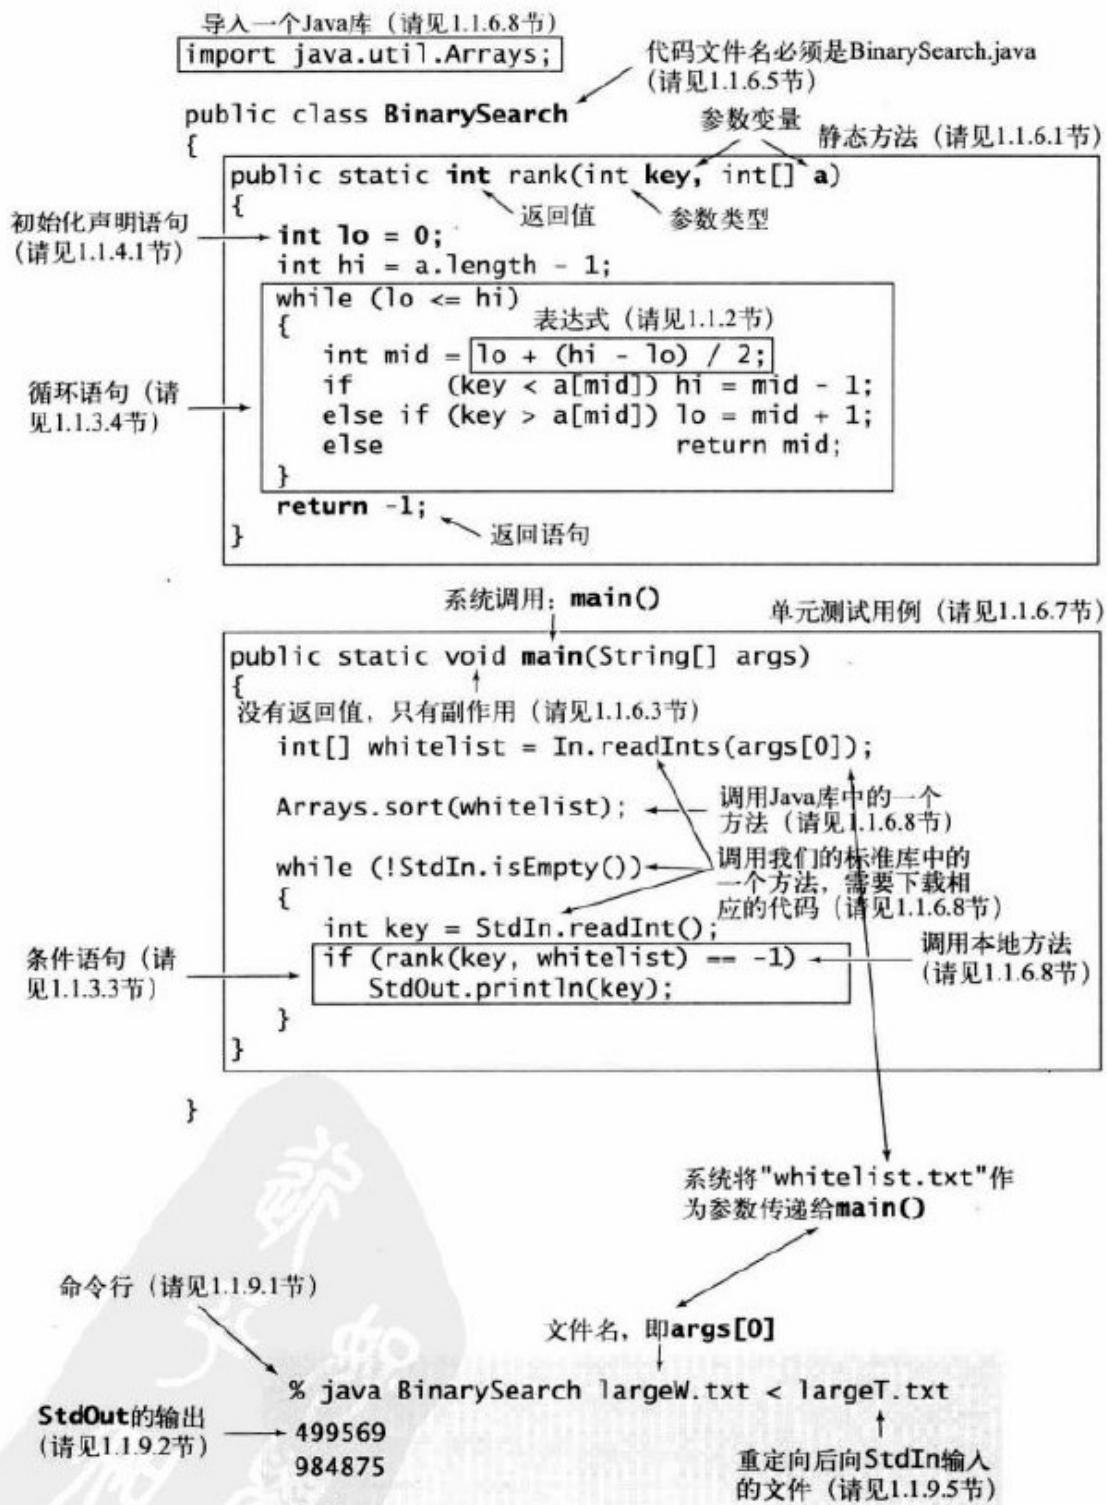 导入一个Java库（请见1.1.6.8节）
import java.util.Arrays;
代码文件名必须是BinarySearch.java
（请见1.1.6.5节）
public class BinarySearch
{
参数变量
静态方法（请见1.1.6.1节）
public static int rank(int key, int[] a)
{
返回值
参数类型
初始化声明语句
（请见1.1.4.1节）
int lo = 0;
int hi = a.length - 1;
while (lo <= hi)
{
表达式（请见1.1.2节）
int mid = lo + (hi - lo) / 2;
if (key < a[mid]) hi = mid - 1;
else if (key > a[mid]) lo = mid + 1;
else return mid;
}
循环语句（请
见1.1.3.4节）
return -1;
返回语句
}
系统调用：main()
单元测试用例（请见1.1.6.7节）
public static void main(String[] args)
{
没有返回值，只有副作用（请见1.1.6.3节）
int[] whitelist = In.readInts(args[0]);
Arrays.sort(whitelist);
调用Java库中的一个
方法（请见1.1.6.8节）
while (!StdIn.isEmpty())
{
调用我们的标准库中的
一个方法，需要下载相
应的代码（请见1.1.6.8节）
int key = StdIn.readInt();
if (rank(key, whitelist) == -1)
StdOut.println(key);
条件语句（请
见1.1.3.3节）
调用本地方法
（请见1.1.6.8节）
}
}
}
系统将"whitelist.txt"作
为参数传递给main()
命令行（请见1.1.9.1节）
文件名，即args[0]
% java BinarySearch largeW.txt < largeT.txt
StdOut的输出
（请见1.1.9.2节）
499569
984875
重定向后向StdIn输入
的文件（请见1.1.9.5节）